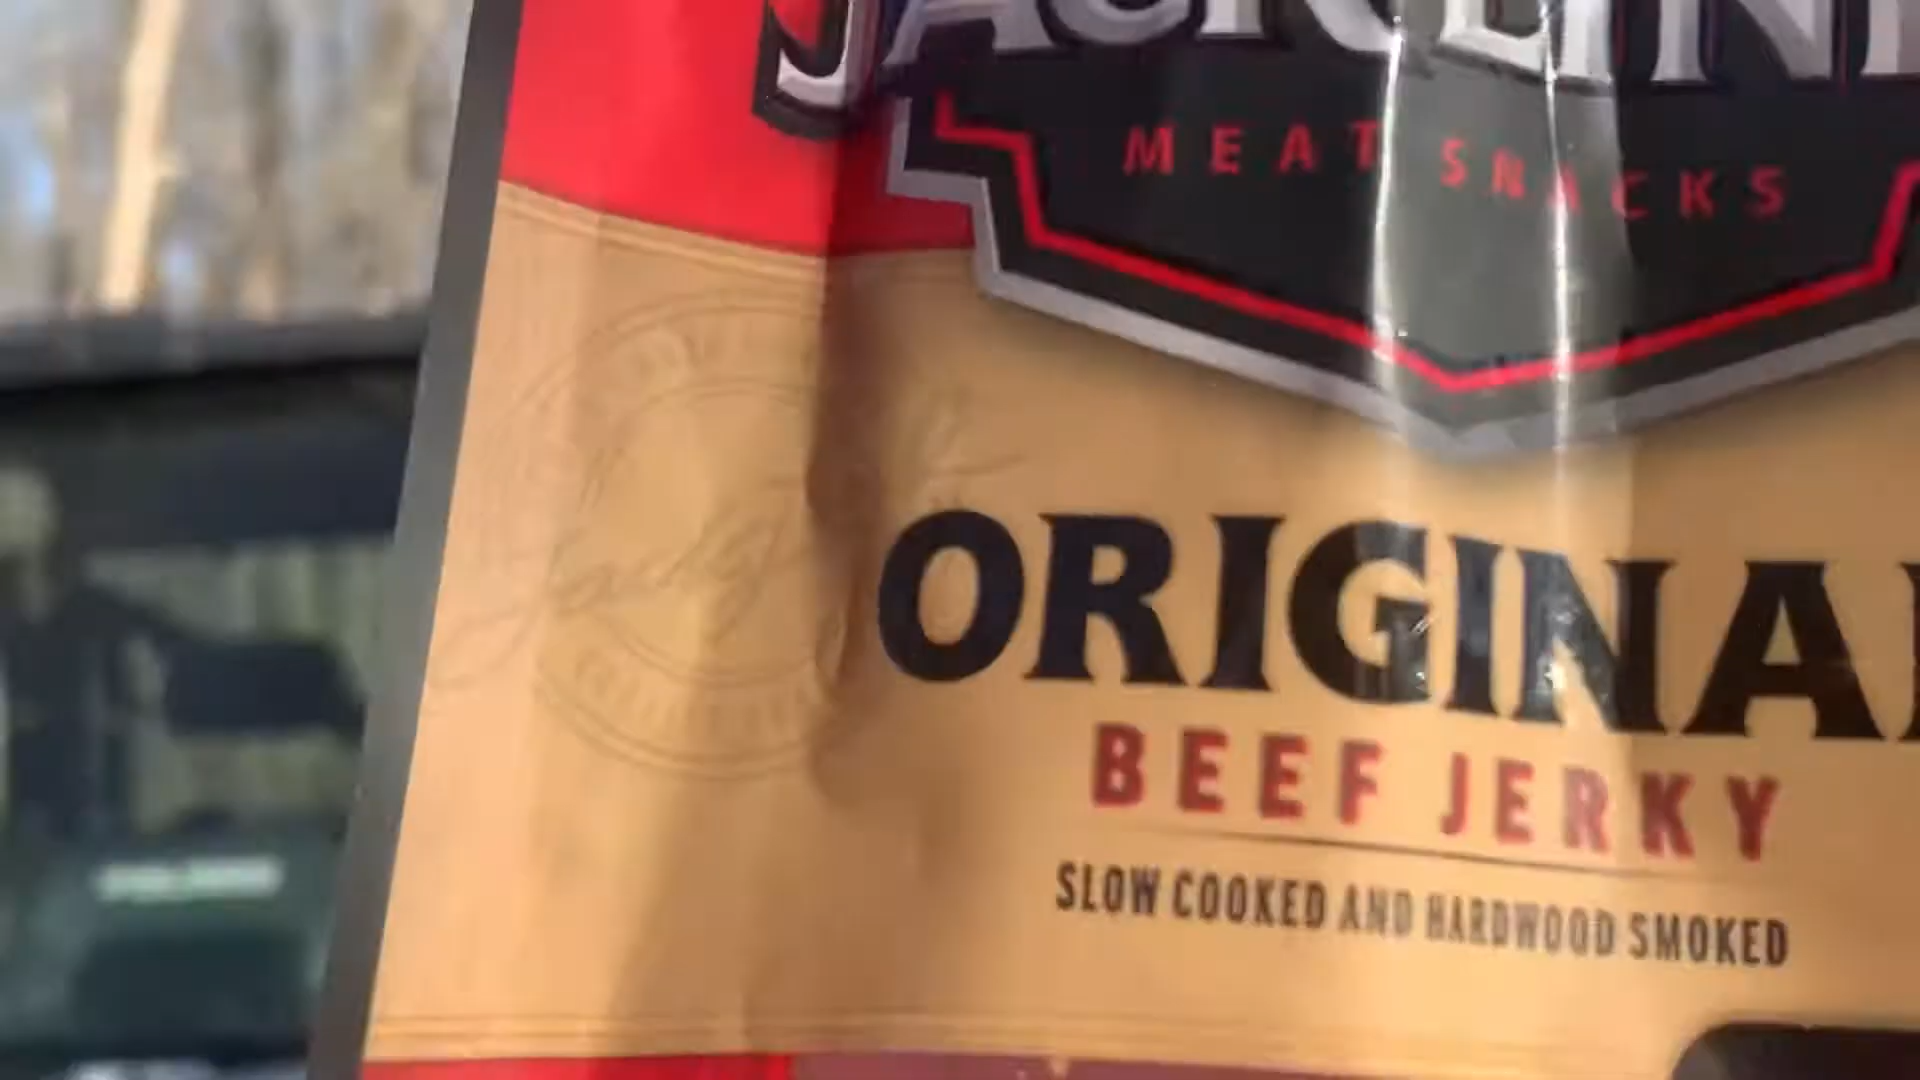 MEAT SNACKS
ORIGINA
BEEF JERKY
SLOW COOKED AND HARDWOOD SMOKED